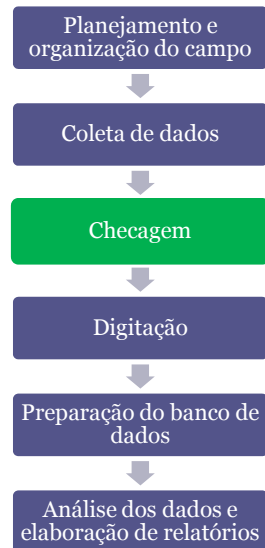 Planejamento e
organização do campo
Coleta de dados
Checagem
Digitação
Preparação do banco de
dados
Análise dos dados e
elaboração de relatórios